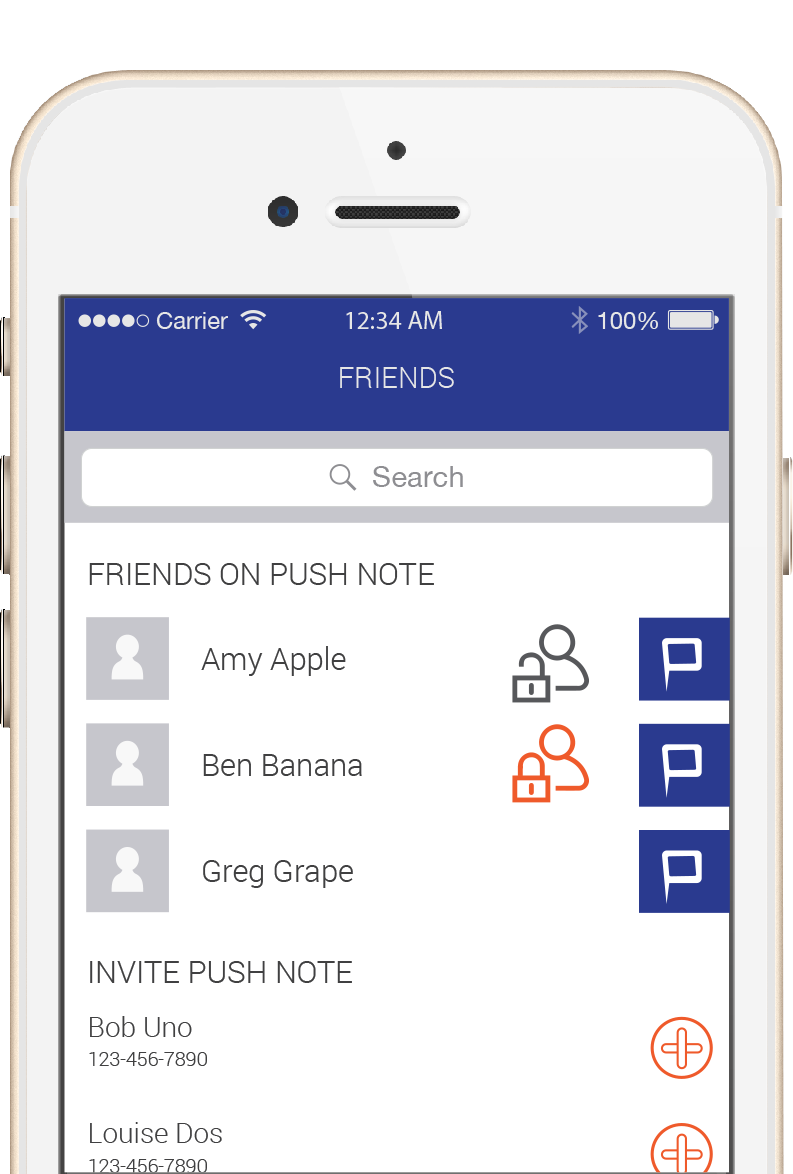 Carrier 12:34 AM 100%
FRIENDS
Search
FRIENDS ON PUSH NOTE
Amy Apple
Ben Banana
Greg Grape
INVITE PUSH NOTE
Bob Uno
123-456-7890
Louise Dos
123-456-7890